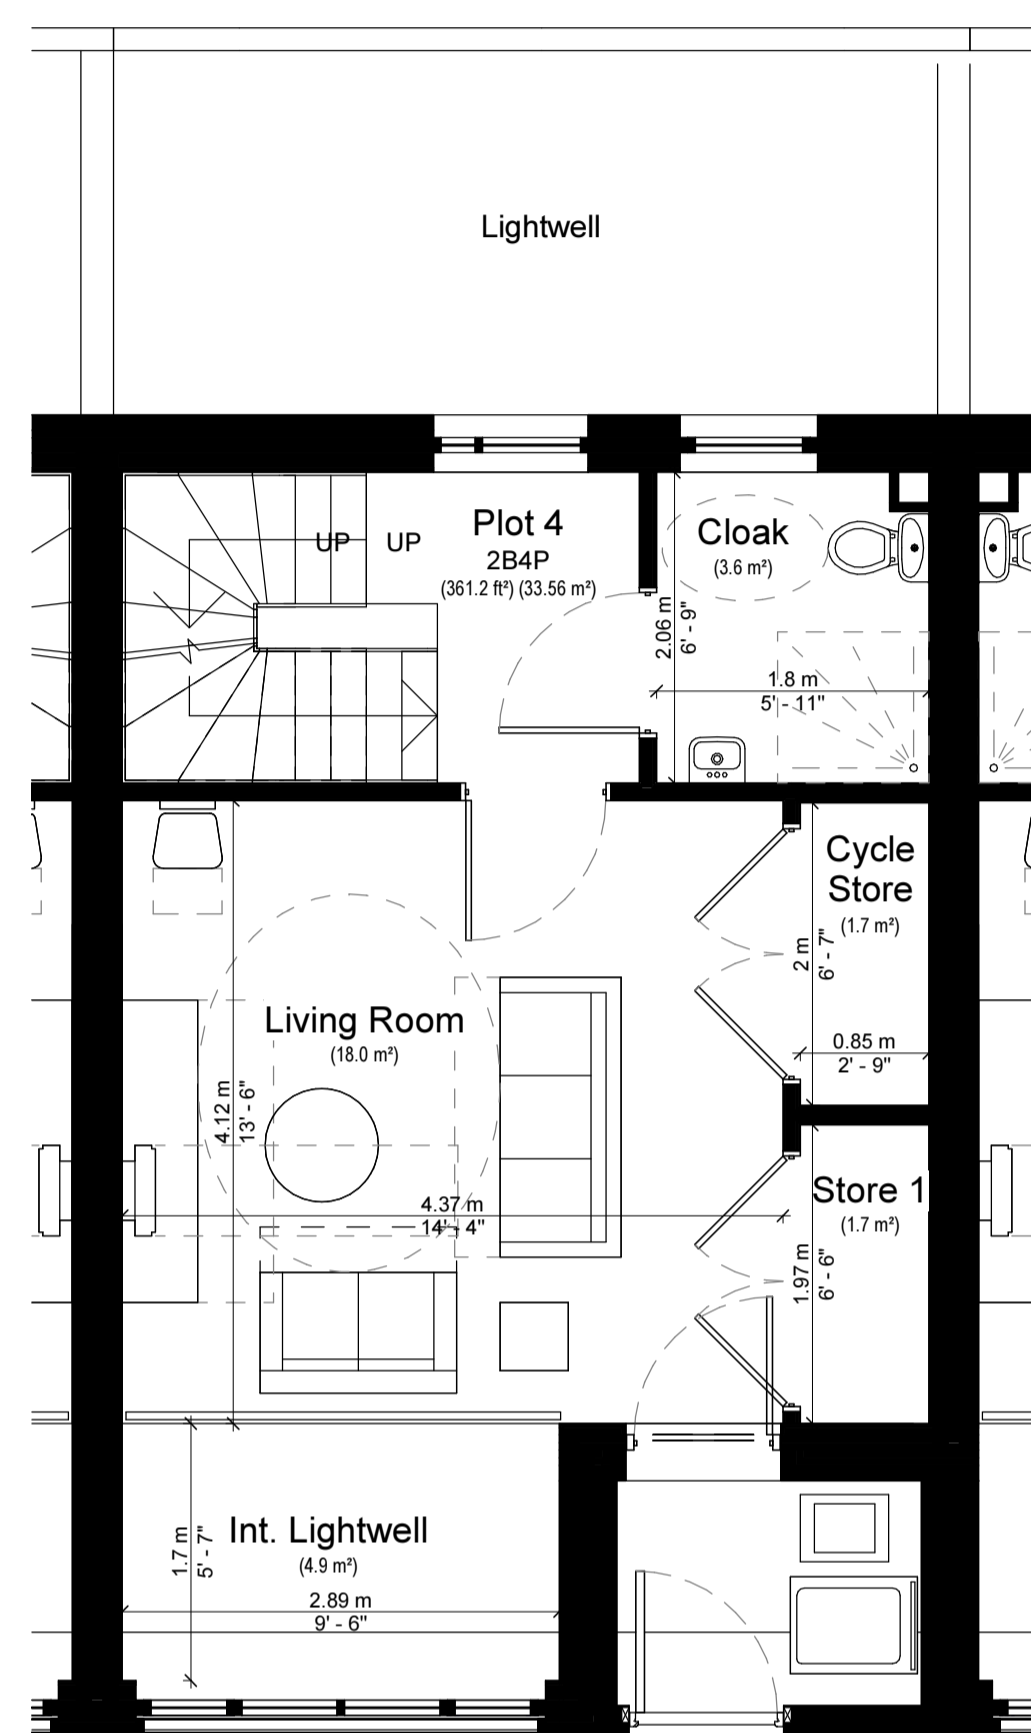 Lightwell
UP
UP
Plot 4
2B4P
(361.2 ft²) (33.56 m²)
Cloak
(3.6 m²)
2.06 m
6' - 9"
1.8 m
5' - 11"
Cycle
Store
(1.7 m²)
2 m
6' - 7"
0.85 m
2' - 9"
Living Room
(18.0 m²)
4.12 m
13' - 6"
4.37 m
14' - 4"
Store 1
(1.7 m²)
1.97 m
6' - 6"
Int. Lightwell
(4.9 m²)
1.7 m
5' - 7"
2.89 m
9' - 6"